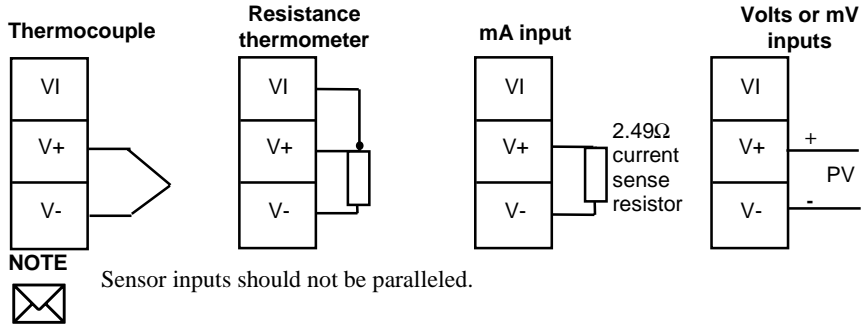 Thermocouple
VI
V+
V-
Resistance
thermometer
VI
V+
V-
mA input
VI
V+
V-
2.49Ω
current
sense
resistor
Volts or mV
inputs
VI
V+
V-
+
PV
-
NOTE
Sensor inputs should not be paralleled.